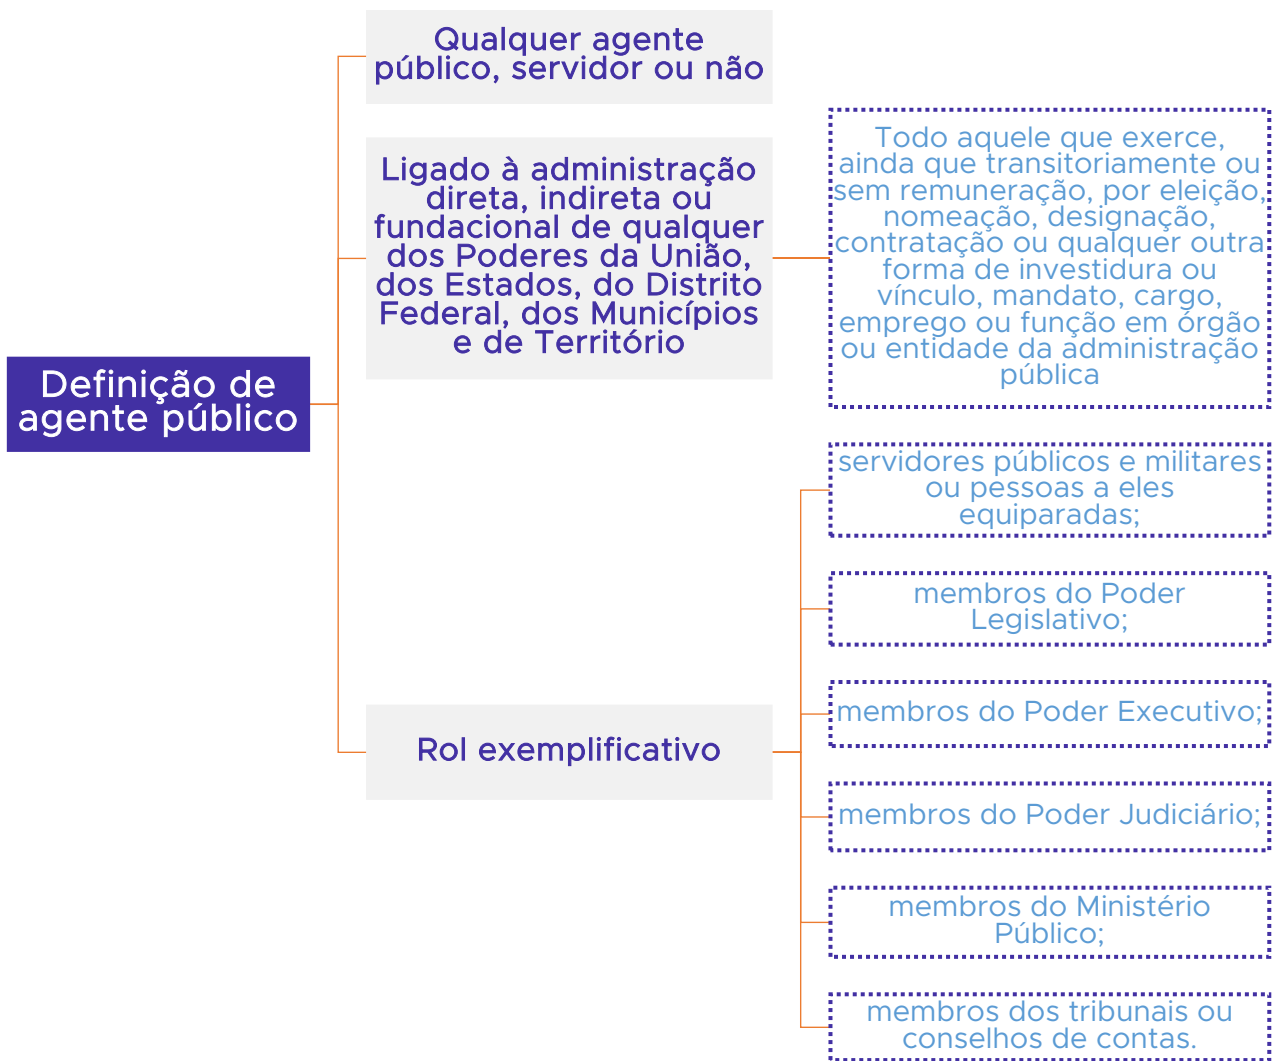 Definição de
agente público
Qualquer agente
público, servidor ou não
Ligado à administração
direta, indireta ou
fundacional de qualquer
dos Poderes da União,
dos Estados, do Distrito
Federal, dos Municípios
e de Território
Todo aquele que exerce,
ainda que transitoriamente ou
sem remuneração, por eleição,
nomeação, designação,
contratação ou qualquer outra
forma de investidura ou
vínculo, mandato, cargo,
emprego ou função em órgão
ou entidade da administração
pública
Rol exemplificativo
servidores públicos e militares
ou pessoas a eles
equiparadas;
membros do Poder
Legislativo;
membros do Poder Executivo;
membros do Poder Judiciário;
membros do Ministério
Público;
membros dos tribunais ou
conselhos de contas.